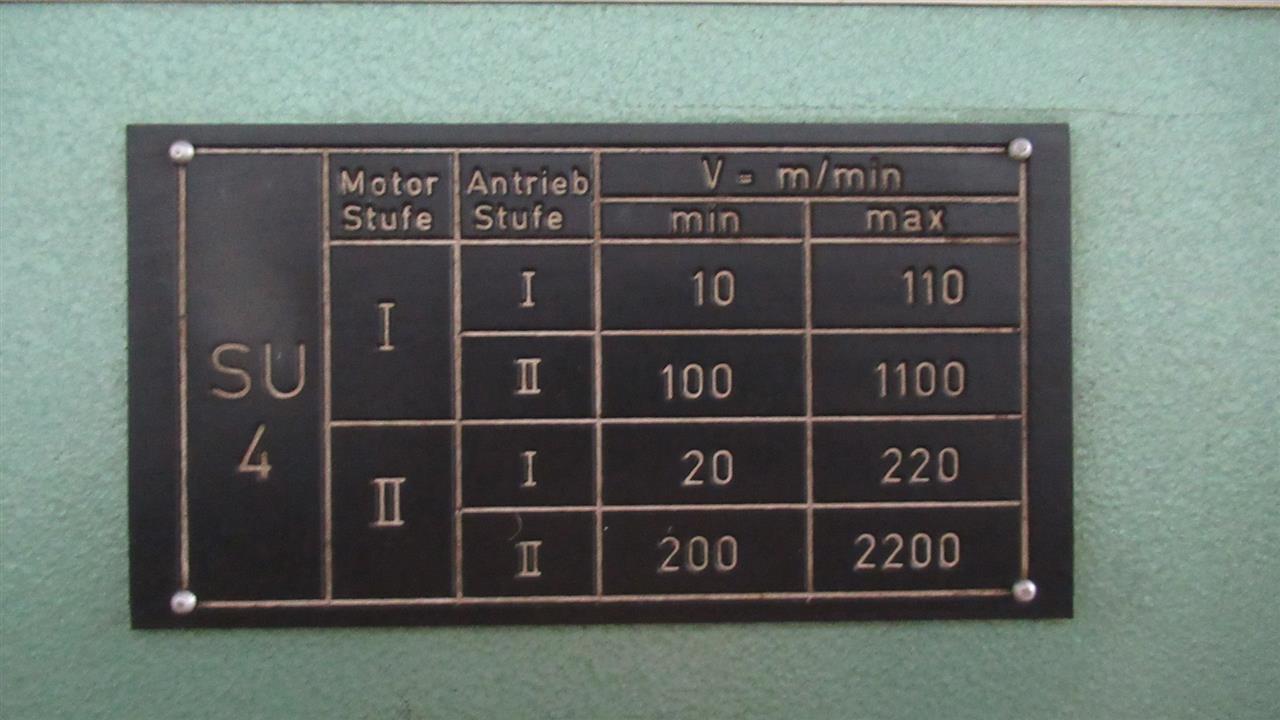 SU
4
Motor
Stufe
Antrieb
Stufe
V = m/min
min
max
I
I
10
110
II
100
1100
II
I
20
220
II
200
2200